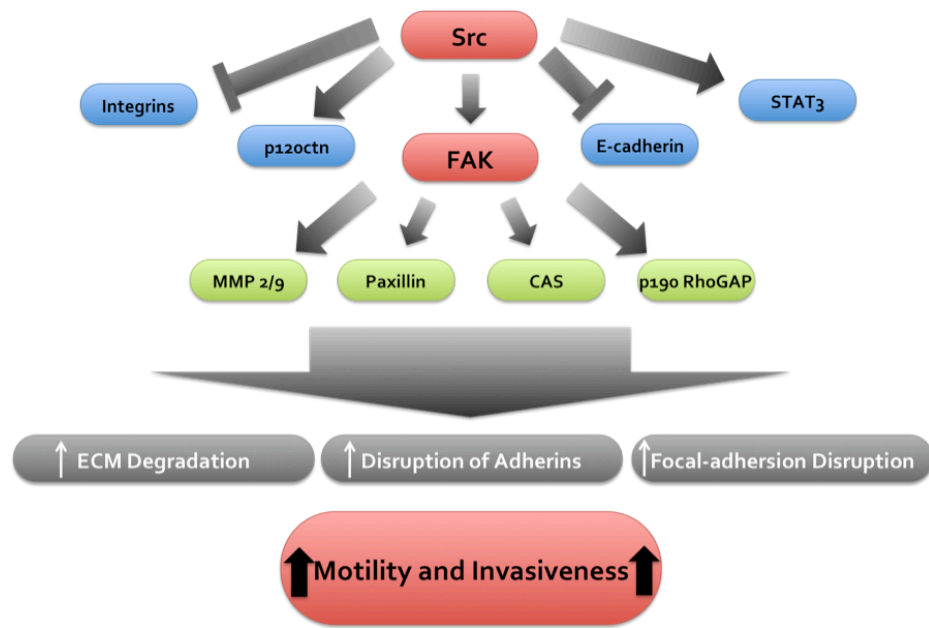 Src
Integrins
STAT3
p120ctn
E-cadherin
FAK
MMP 2/9
Paxillin
CAS
p190 RhoGAP
ECM Degradation
Disruption of Adherins
Focal-adhersion Disruption
Motility and Invasiveness